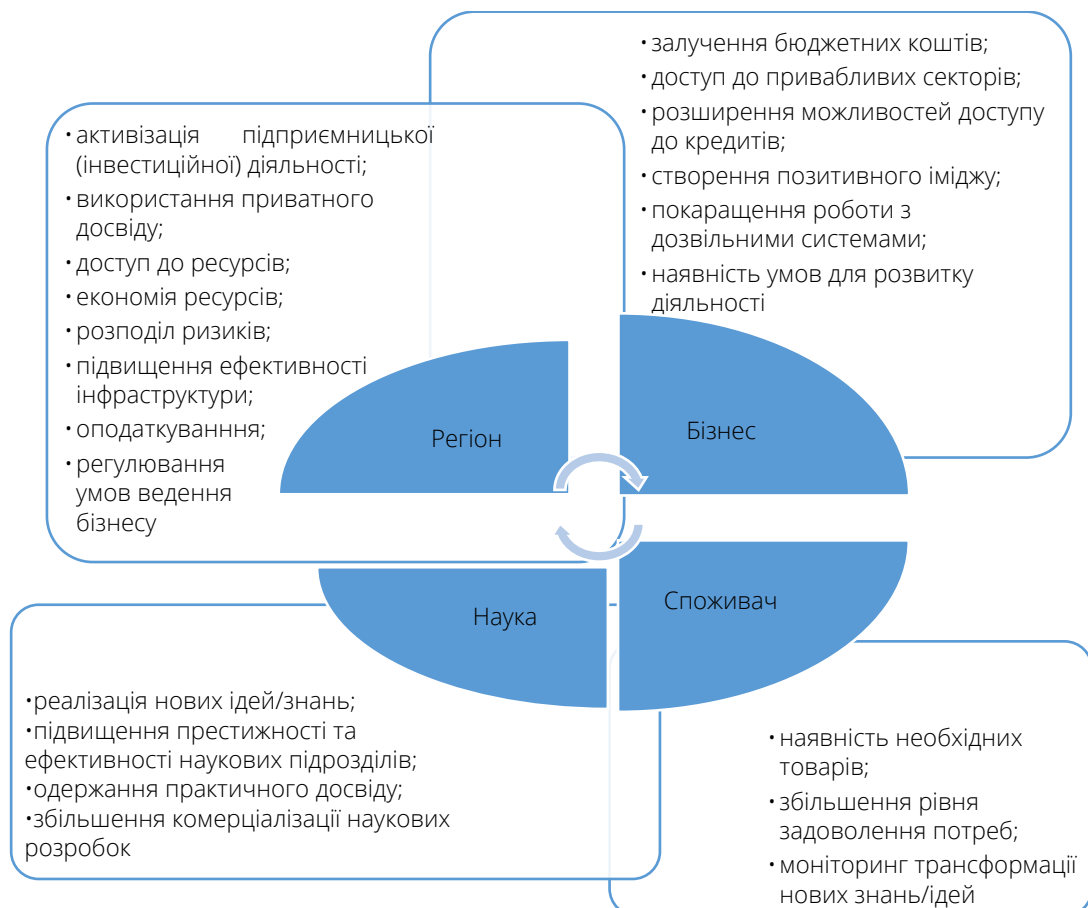 • активізація підприємницької
(інвестиційної) діяльності;
• використання приватного
досвіду;
• доступ до ресурсів;
• економія ресурсів;
• розподіл ризиків;
• підвищення ефективності
інфраструктури;
• оподаткуванння;
• регулювання
умов ведення
бізнесу
• залучення бюджетних коштів;
• доступ до привабливих секторів;
• розширення можливостей доступу
до кредитів;
• створення позитивного іміджу;
• покаращення роботи з
дозвільними системами;
• наявність умов для розвитку
діяльності
Регіон
Бізнес
Наука
Споживач
•реалізація нових ідей/знань;
•підвищення престижності та
ефективності наукових підрозділів;
•одержання практичного досвіду;
•збільшення комерціалізації наукових
розробок
• наявність необхідних
товарів;
• збільшення рівня
задоволення потреб;
• моніторинг трансформації
нових знань/ідей